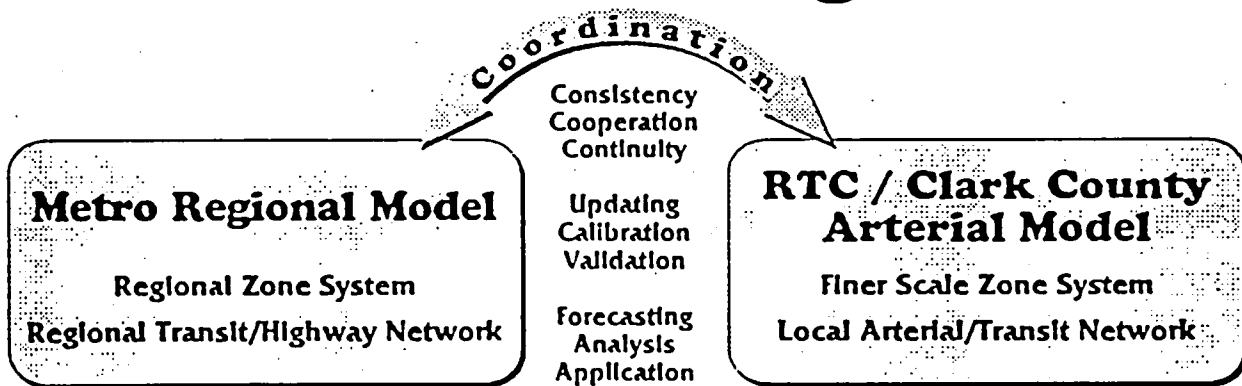 Coordination
Consistency
Cooperation
Continuity
Updating
Calibration
Validation
Forecasting
Analysis
Application
Metro Regional Model
Regional Zone System
Regional Transit/Highway Network
RTC / Clark County
Arterial Model
Finer Scale Zone System
Local Arterial/Transit Network